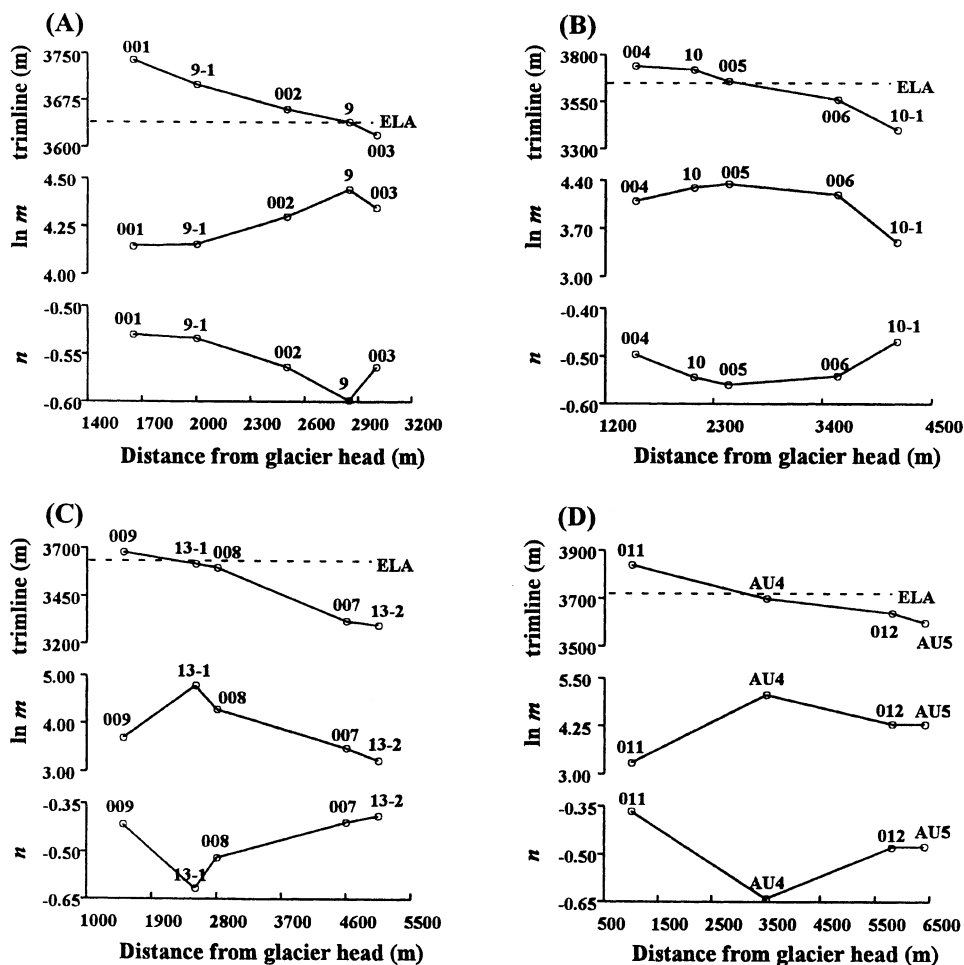 (A)
trimline (m)
3750
3675
3600
001
9-1
002
9
003
ELA
ln m
4.50
4.25
4.00
001
9-1
002
9
003
n
-0.50
-0.55
-0.60
001
9-1
002
9
003
1400 1700 2000 2300 2600 2900 3200
Distance from glacier head (m)
(B)
trimline (m)
3800
3550
3300
004
10
005
006
10-1
ELA
ln m
4.40
3.70
3.00
004
10
005
006
10-1
n
-0.40
-0.50
-0.60
004
10
005
006
10-1
1200 2300 3400 4500
Distance from glacier head (m)
(C)
trimline (m)
3700
3450
3200
009
13-1
008
007
13-2
ELA
ln m
5.00
4.00
3.00
009
13-1
008
007
13-2
n
-0.35
-0.50
-0.65
009
13-1
008
007
13-2
1000 1900 2800 3700 4600 5500
Distance from glacier head (m)
(D)
trimline (m)
3900
3700
3500
011
AU4
012
AU5
ELA
ln m
5.50
4.25
3.00
011
AU4
012
AU5
n
-0.35
-0.50
-0.65
011
AU4
012
AU5
500 1500 2500 3500 4500 5500 6500
Distance from glacier head (m)